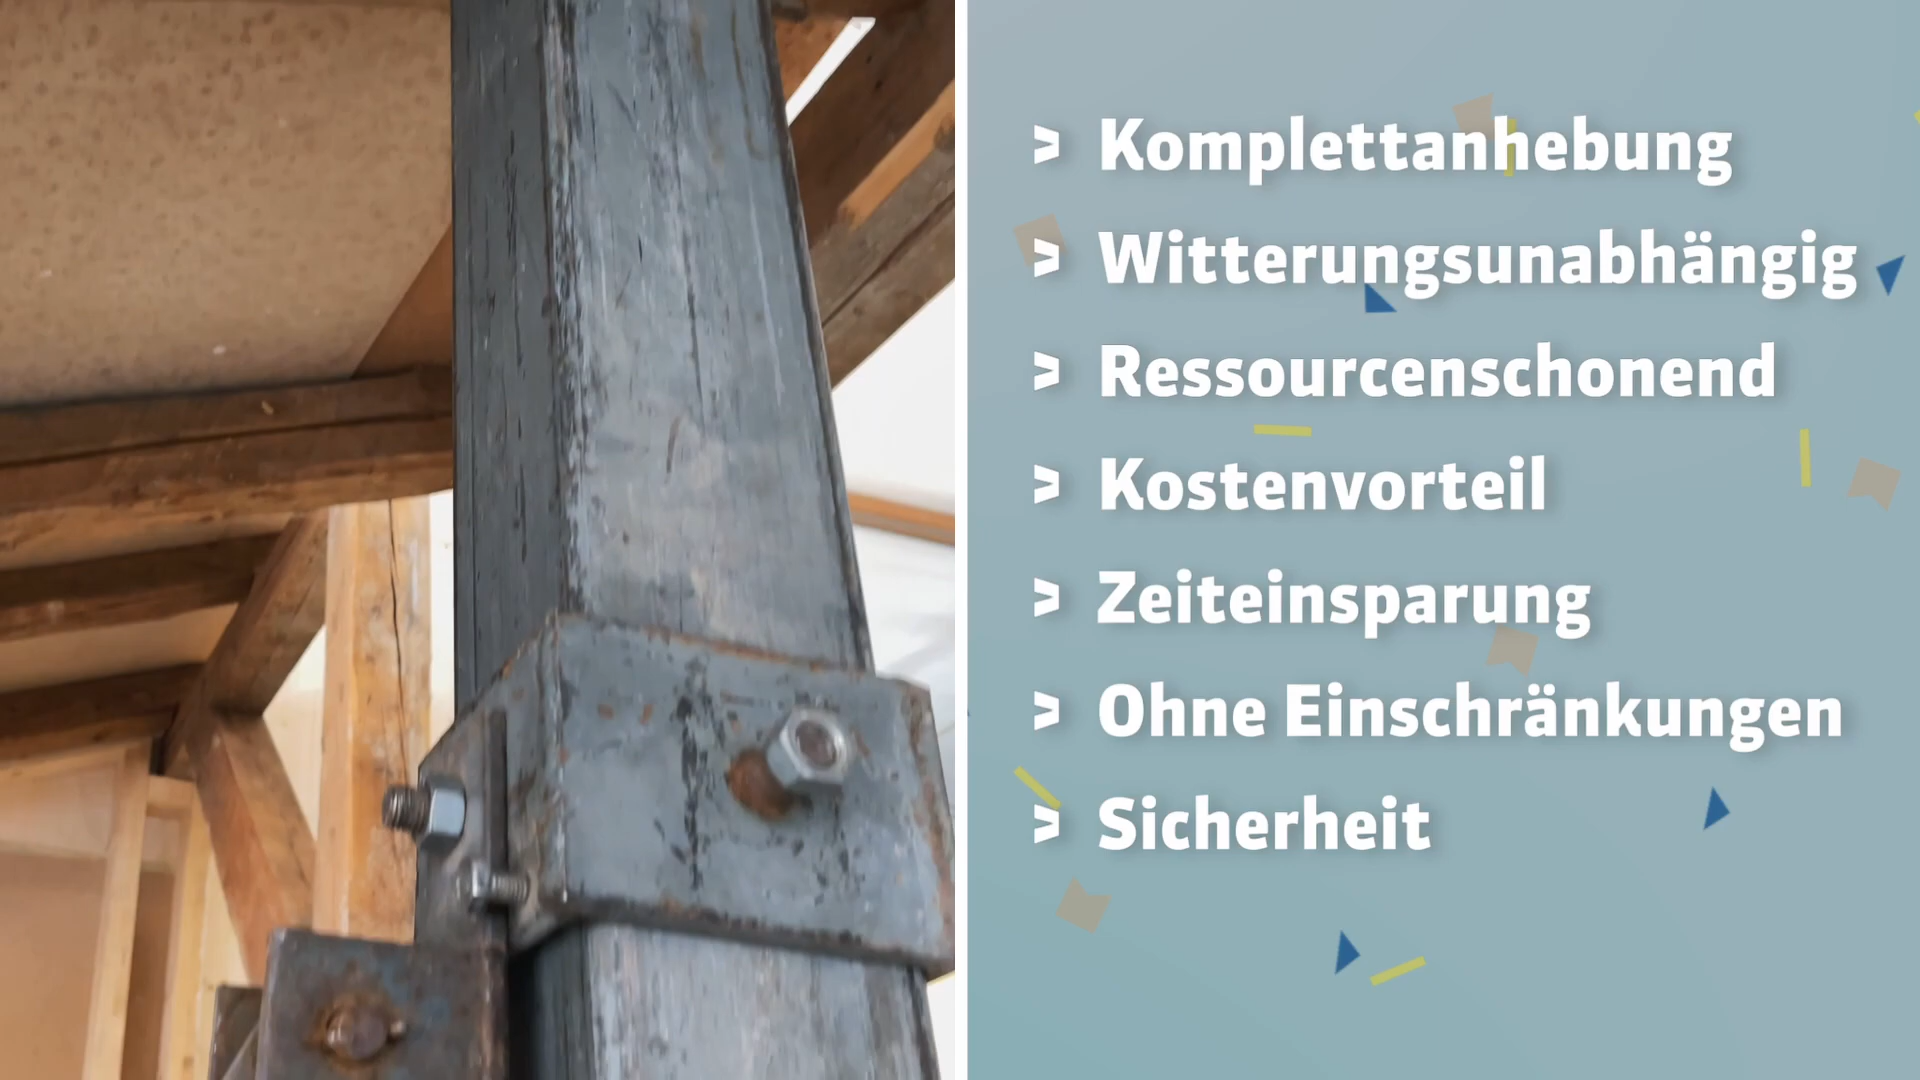 > Komplettanhebung
> Witterungsunabhängig
> Ressourcenschonend
> Kostenvorteil
> Zeiteinsparung
> Ohne Einschränkungen
> Sicherheit